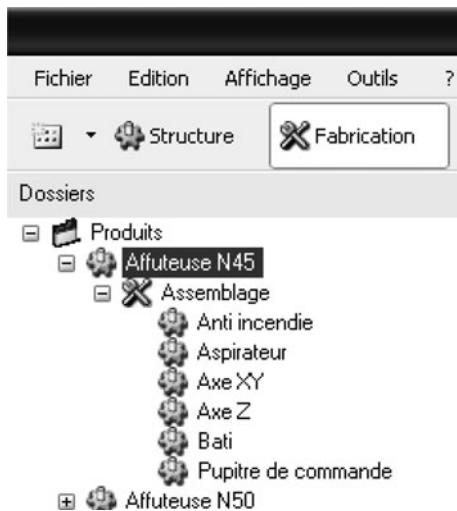 Fichier Edition Affichage Outils ?
Structure Fabrication
Dossiers
Produits
Affuteuse N45
Assemblage
Anti incendie
Aspirateur
Axe XY
Axe Z
Bati
Pupitre de commande
Affuteuse N50